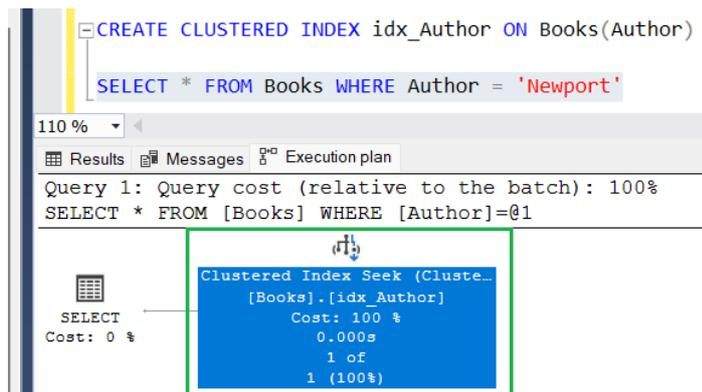 CREATE CLUSTERED INDEX idx_Author ON Books(Author)
SELECT * FROM Books WHERE Author = 'Newport'
110 %
Results Messages Execution plan
Query 1: Query cost (relative to the batch): 100%
SELECT * FROM [Books] WHERE [Author]=@1
Clustered Index Seek (Cluste…
[Books].[idx_Author]
Cost: 100 %
0.000s
1 of
1 (100%)
SELECT
Cost: 0 %